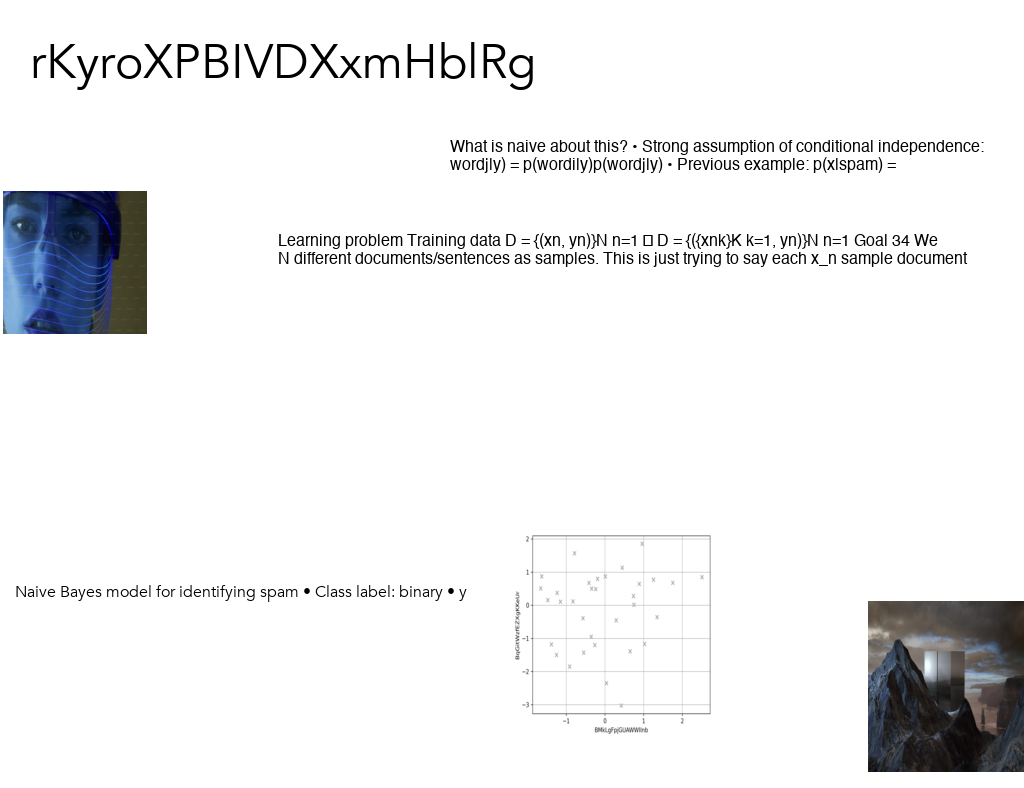 rKyroXPBIVDXxmHblRg
What is naive about this? • Strong assumption of conditional independence:
wordj|y) = p(wordi|y)p(wordj|y) • Previous example: p(x|spam) =
Learning problem Training data D = {(xn, yn)}N n=1 □ D = {({xnk}K k=1, yn)}N n=1 Goal 34 We
N different documents/sentences as samples. This is just trying to say each x_n sample document
Naive Bayes model for identifying spam • Class label: binary • y
2
1
0
−1
−2
−3
−1 0 1 2